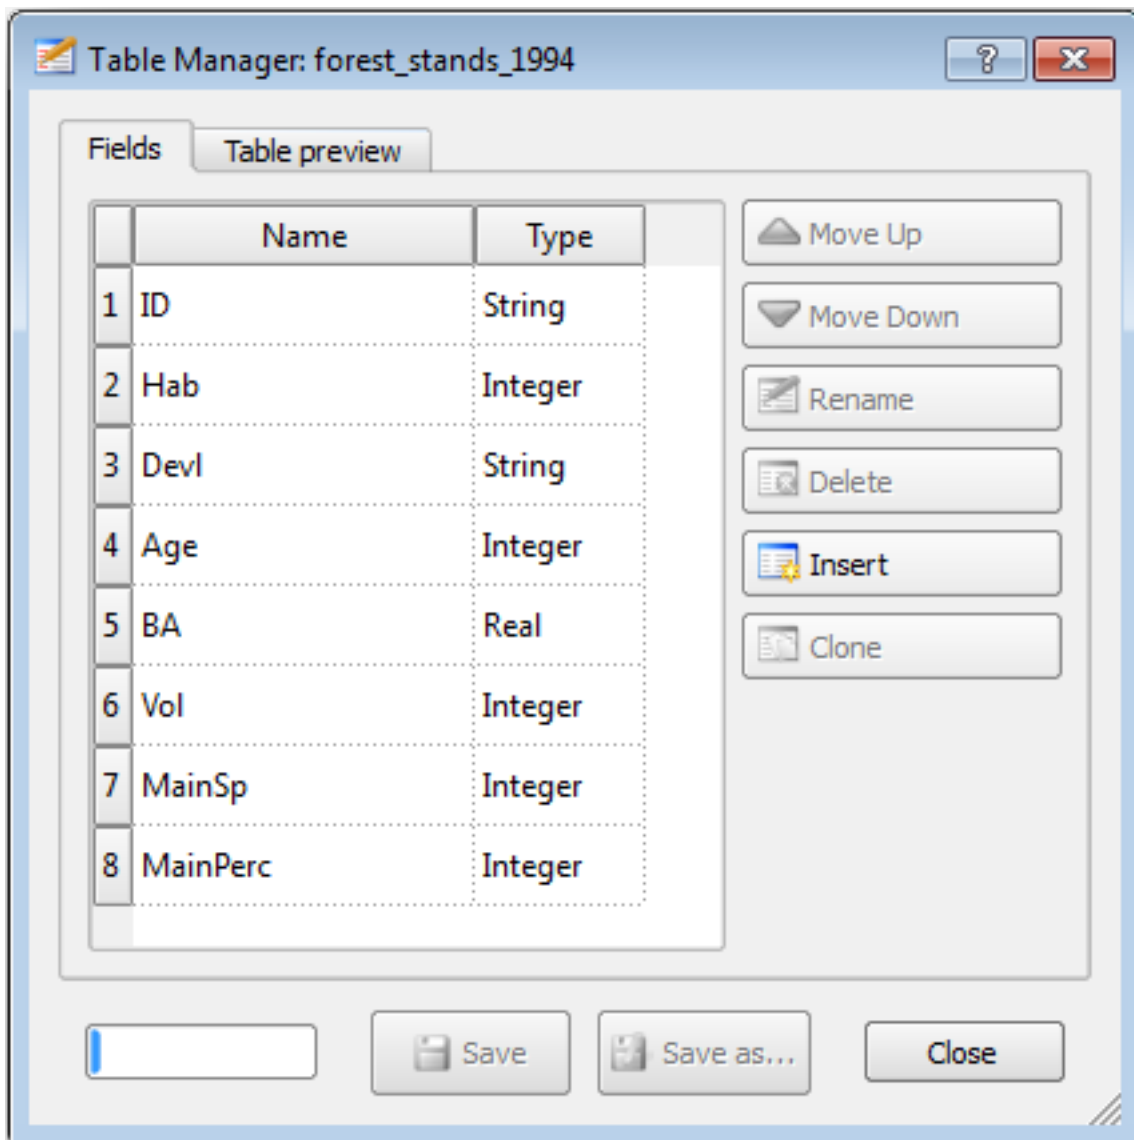 Table Manager: forest_stands_1994
Fields Table preview
Name Type
1 ID String
2 Hab Integer
3 Devl String
4 Age Integer
5 BA Real
6 Vol Integer
7 MainSp Integer
8 MainPerc Integer
Move Up
Move Down
Rename
Delete
Insert
Clone
Save Save as... Close